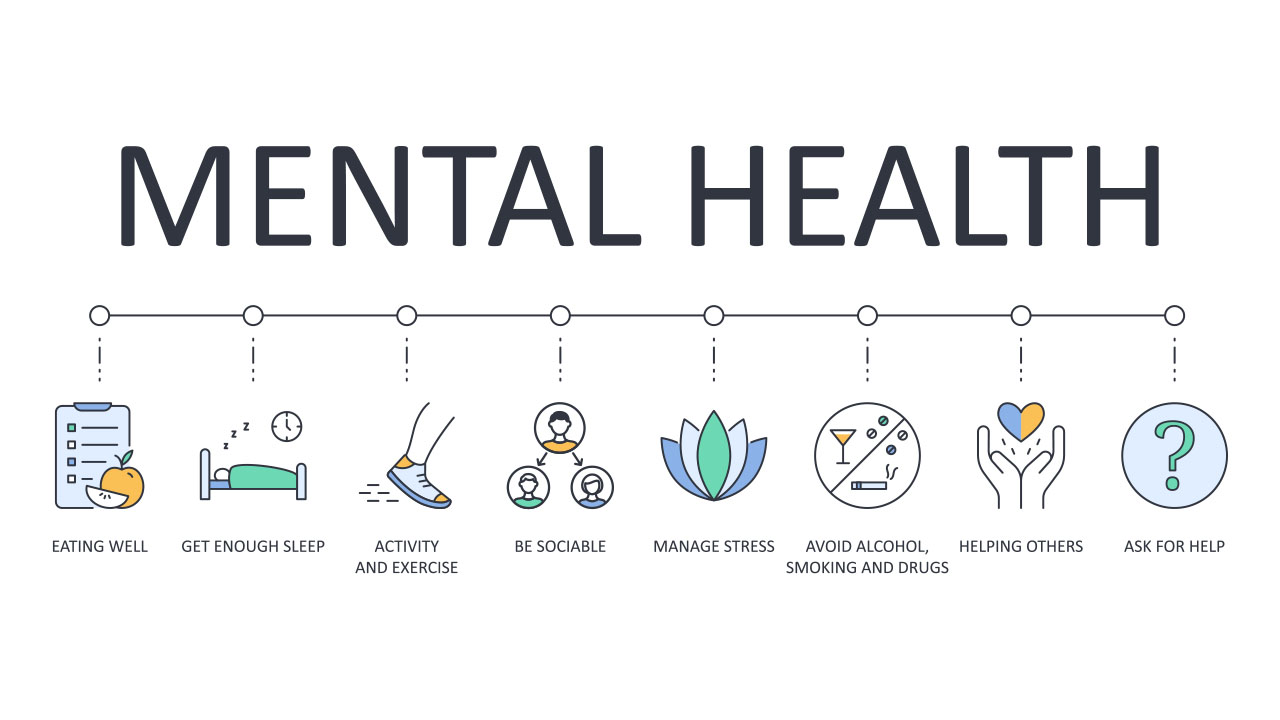 MENTAL HEALTH
z z z
EATING WELL
GET ENOUGH SLEEP
ACTIVITY
AND EXERCISE
BE SOCIABLE
MANAGE STRESS
AVOID ALCOHOL,
SMOKING AND DRUGS
HELPING OTHERS
?
ASK FOR HELP